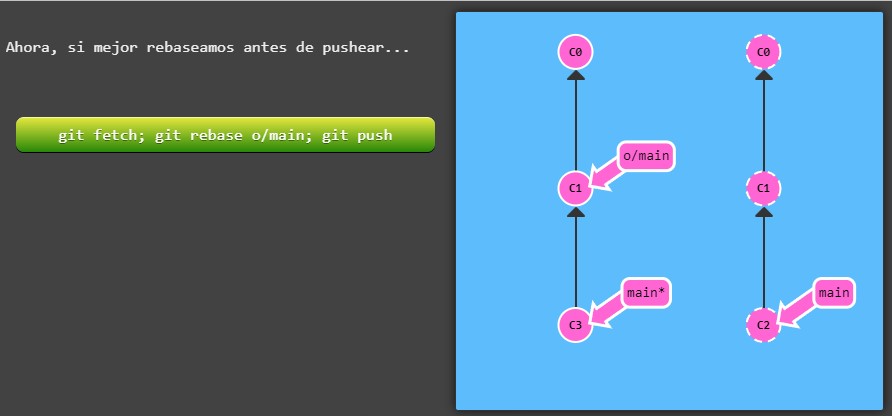 Ahora, si mejor rebaseamos antes de pushear...
git fetch; git rebase o/main; git push
C0
C0
o/main
C1
C1
main*
main
C3
C2